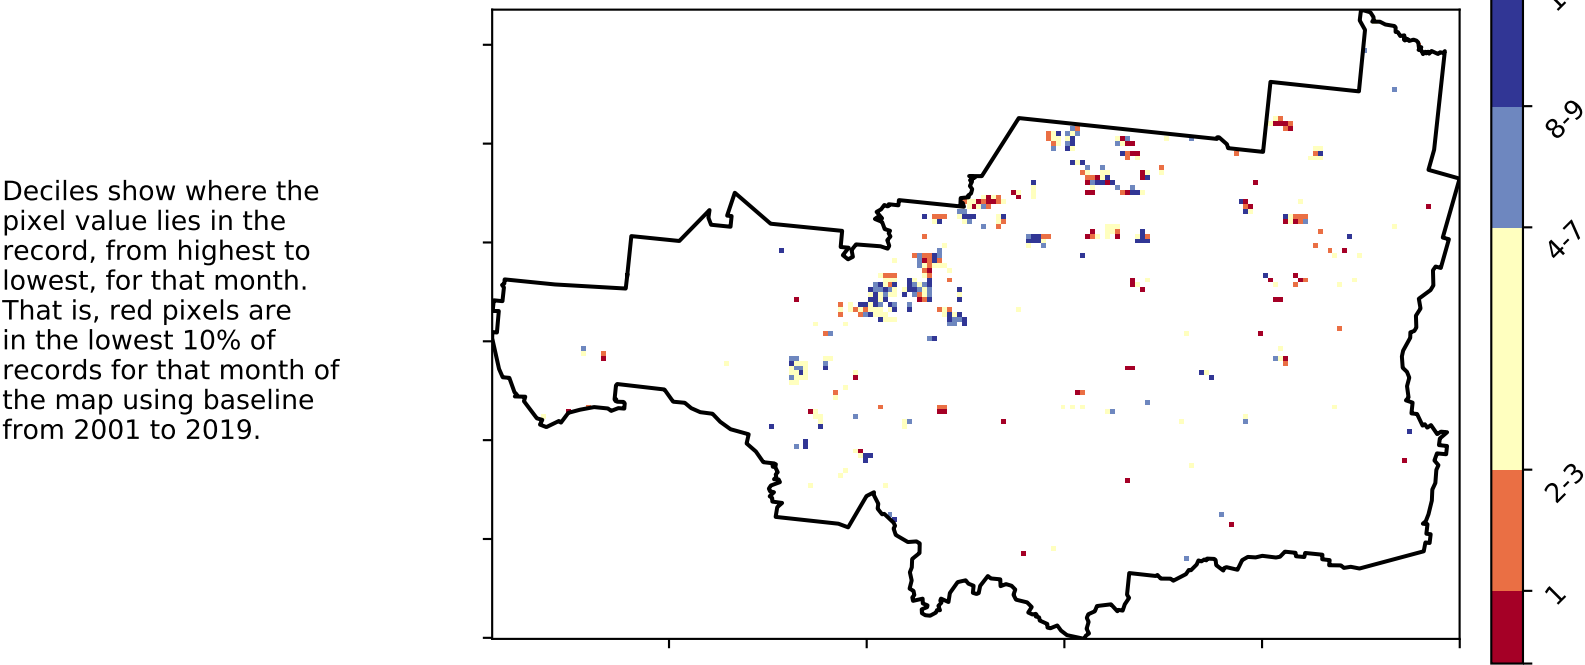 Deciles show where the
pixel value lies in the
record, from highest to
lowest, for that month.
That is, red pixels are
in the lowest 10% of
records for that month of
the map using baseline
from 2001 to 2019.
8-9
4-7
2-3
1